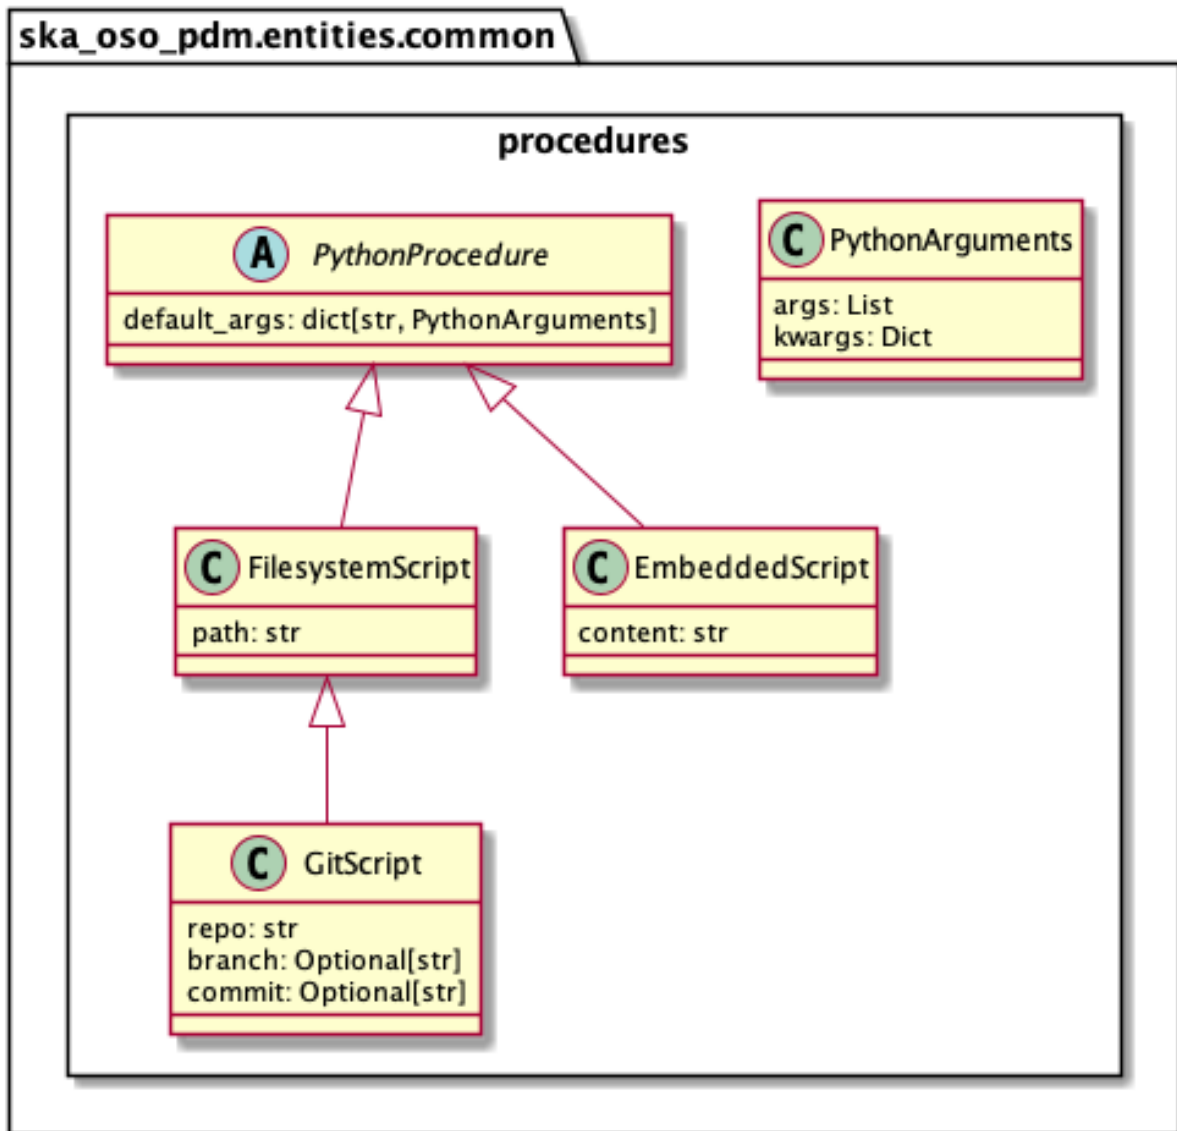 ska_oso_pdm.entities.common
procedures
A PythonProcedure
default_args: dict[str, PythonArguments]
C PythonArguments
args: List
kwargs: Dict
C FilesystemScript
path: str
C EmbeddedScript
content: str
C GitScript
repo: str
branch: Optional[str]
commit: Optional[str]